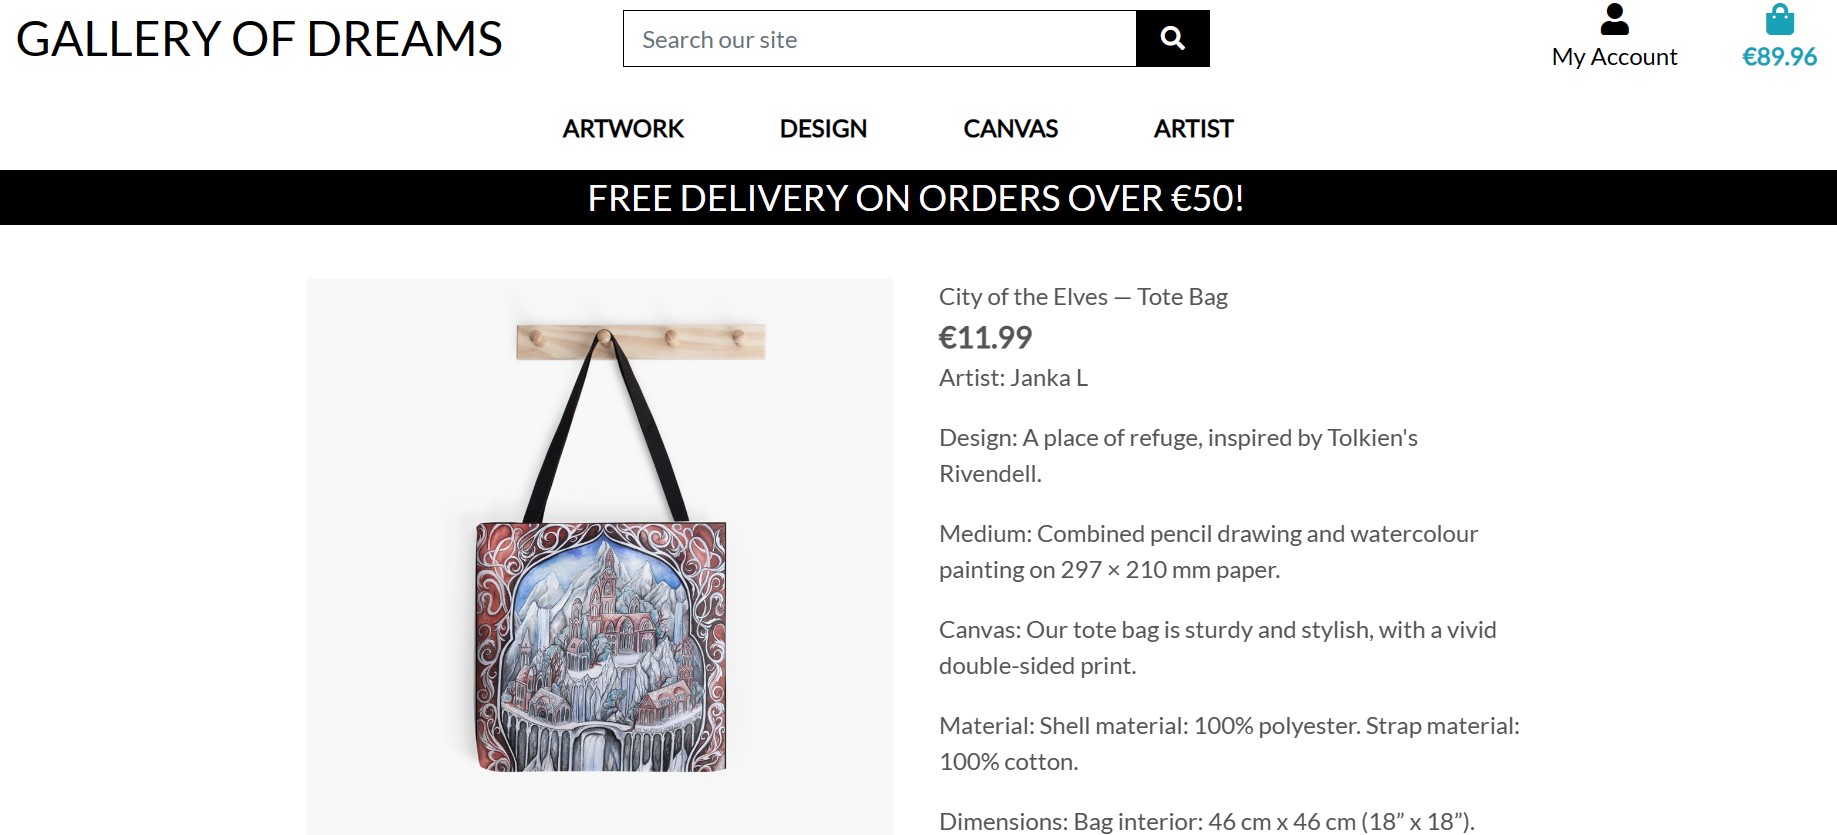 GALLERY OF DREAMS
Search our site
My Account
€89.96
ARTWORK
DESIGN
CANVAS
ARTIST
FREE DELIVERY ON ORDERS OVER €50!
City of the Elves — Tote Bag
€11.99
Artist: Janka L
Design: A place of refuge, inspired by Tolkien's
Rivendell.
Medium: Combined pencil drawing and watercolour
painting on 297 × 210 mm paper.
Canvas: Our tote bag is sturdy and stylish, with a vivid
double-sided print.
Material: Shell material: 100% polyester. Strap material:
100% cotton.
Dimensions: Bag interior: 46 cm x 46 cm (18” x 18”).